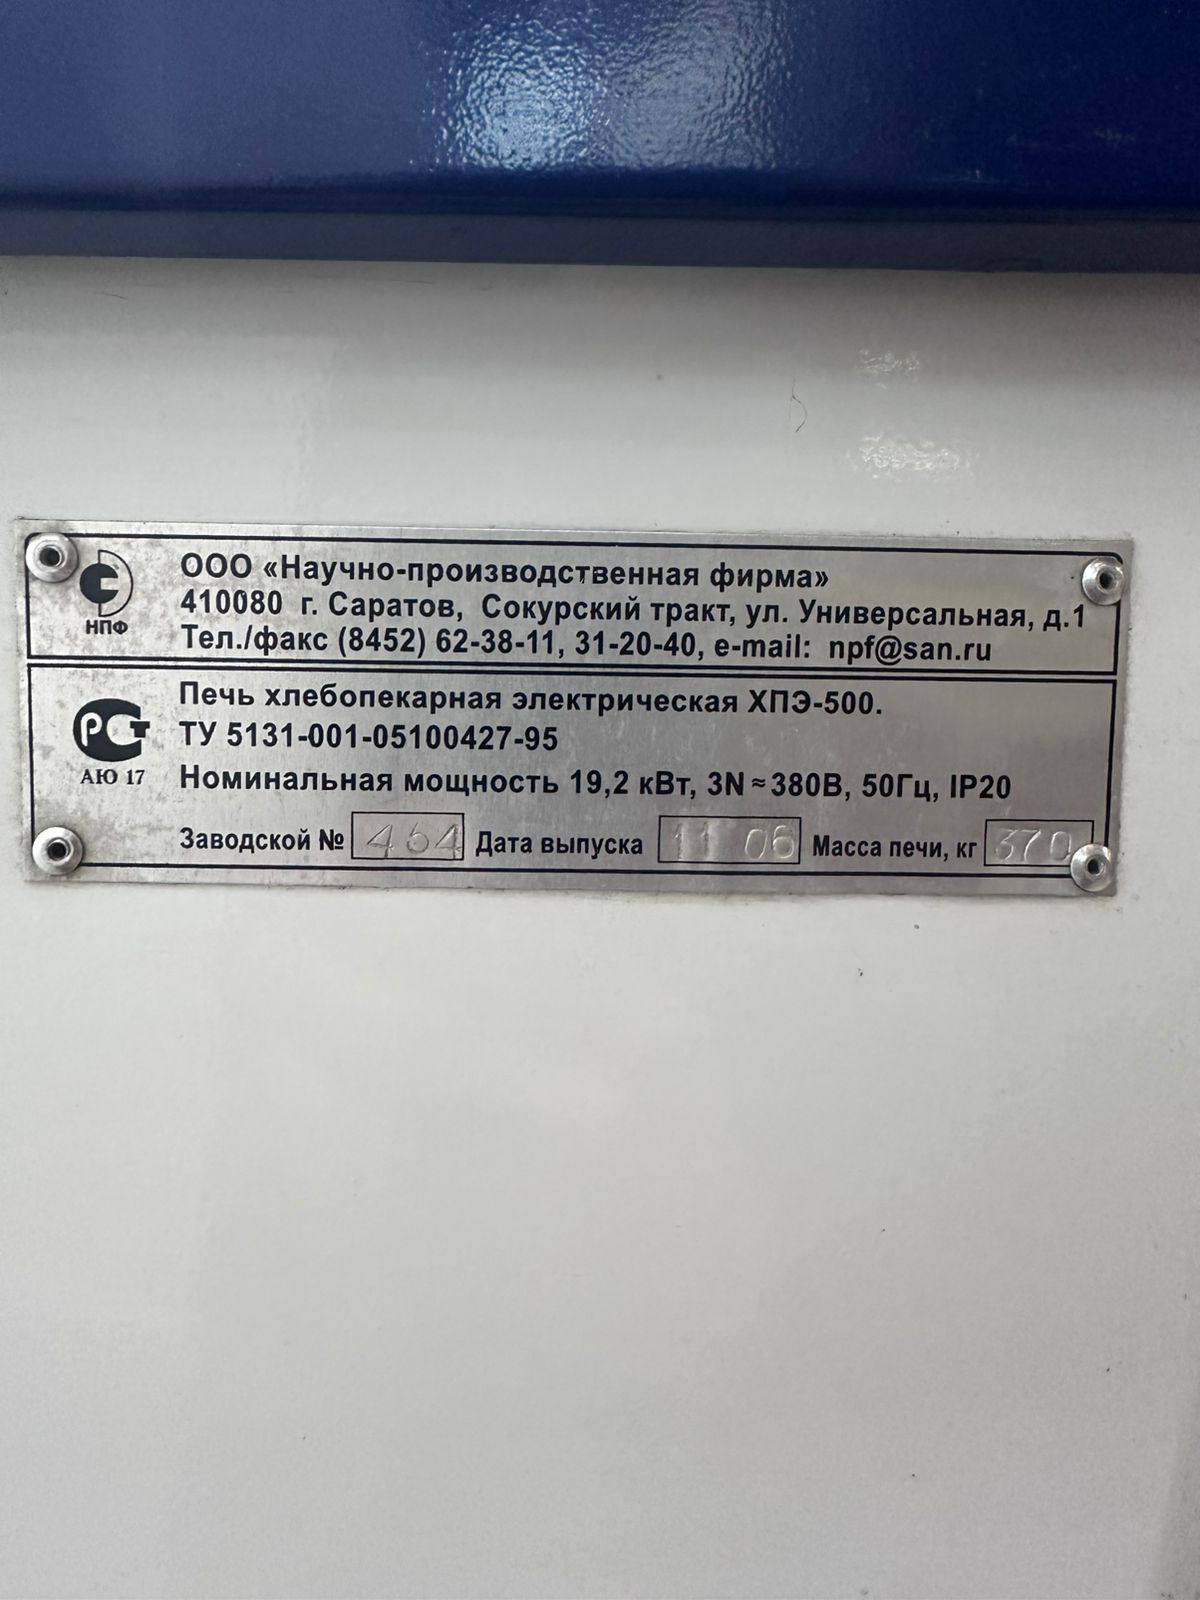 ООО «Научно-производственная фирма»
410080 г. Саратов, Сокурский тракт, ул. Универсальная, д.1
Тел./факс (8452) 62-38-11, 31-20-40, e-mail: npf@san.ru
НПФ
Печь хлебопекарная электрическая ХПЭ-500.
ТУ 5131-001-05100427-95
РСТ
АЮ 17
Номинальная мощность 19,2 кВт, 3N≈380В, 50Гц, IP20
Заводской № 464 Дата выпуска 11 06 Масса печи, кг 370